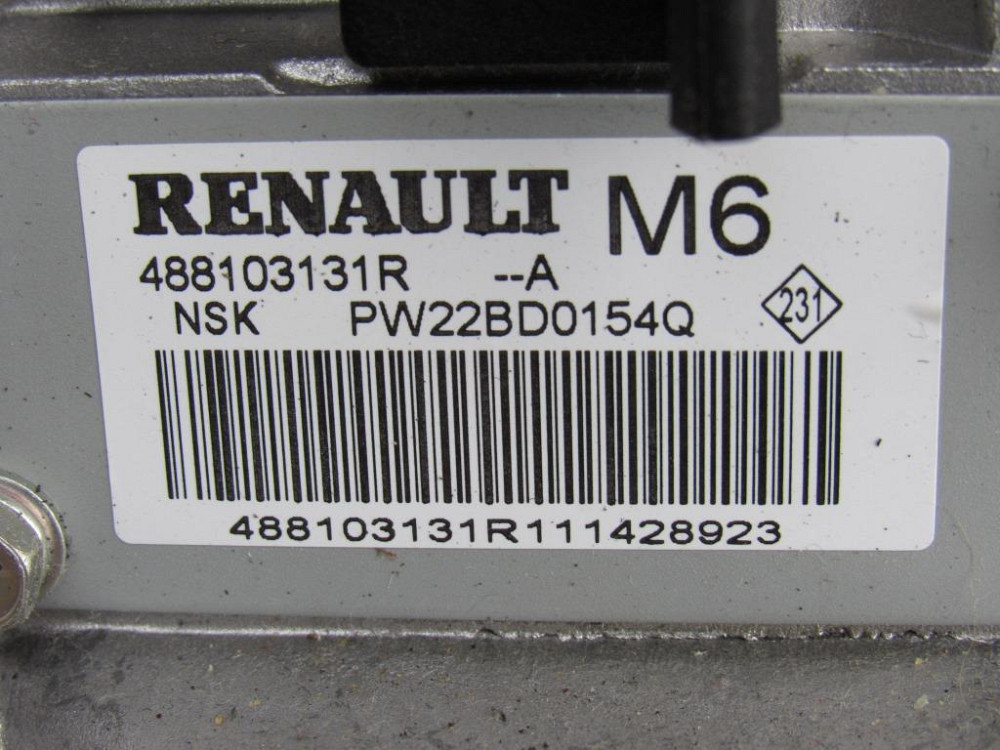 RENAULT M6
488103131R --A
NSK PW22BD0154Q 231
488103131R111428923